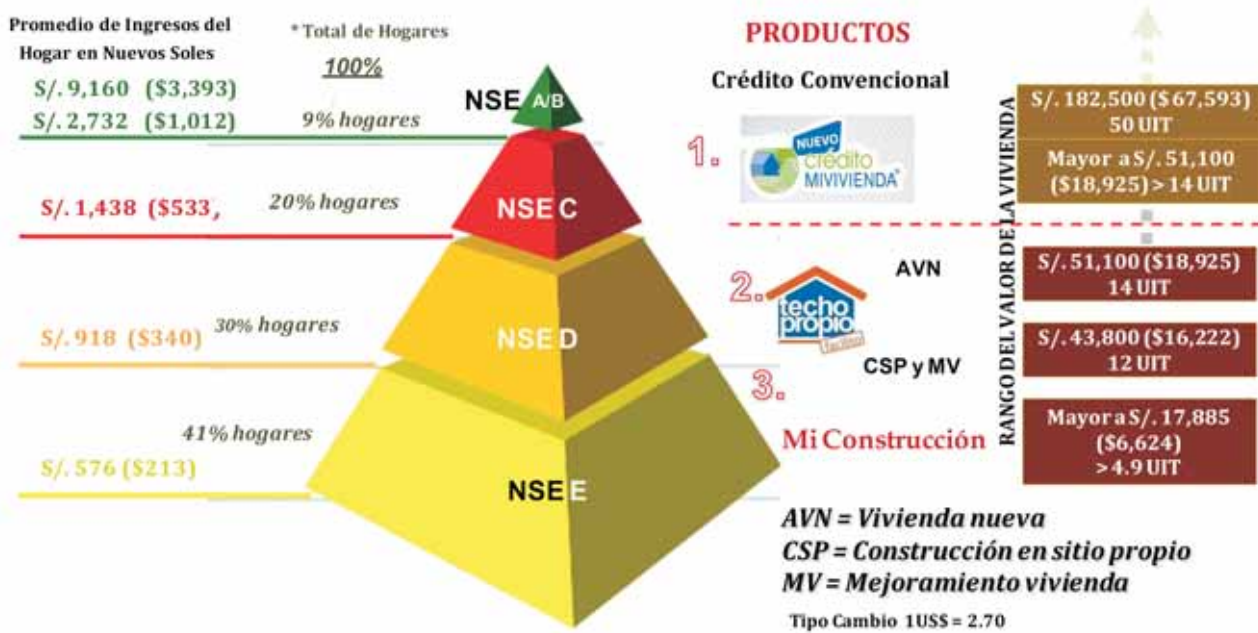 Promedio de Ingresos del
Hogar en Nuevos Soles
* Total de Hogares
100%
S/. 9,160 ($3,393)
S/. 2,732 ($1,012)
9% hogares
NSE A/B
S/. 1,438 ($533,
20% hogares
NSE C
S/. 918 ($340)
30% hogares
NSE D
41% hogares
S/. 576 ($213)
NSE E
PRODUCTOS
Crédito Convencional
1.
NUEVO
crédito
MIVIVIENDA
2.
techo
propio
AVN
CSP y MV
3.
Mi Construcción
RANGO DEL VALOR DE LA VIVIENDA
S/. 182,500 ($67,593)
50 UIT
Mayor a S/. 51,100
($18,925) > 14 UIT
S/. 51,100 ($18,925)
14 UIT
S/. 43,800 ($16,222)
12 UIT
Mayor a S/. 17,885
($6,624)
> 4.9 UIT
AVN = Vivienda nueva
CSP = Construcción en sitio propio
MV = Mejoramiento vivienda
Tipo Cambio 1US$ = 2.70